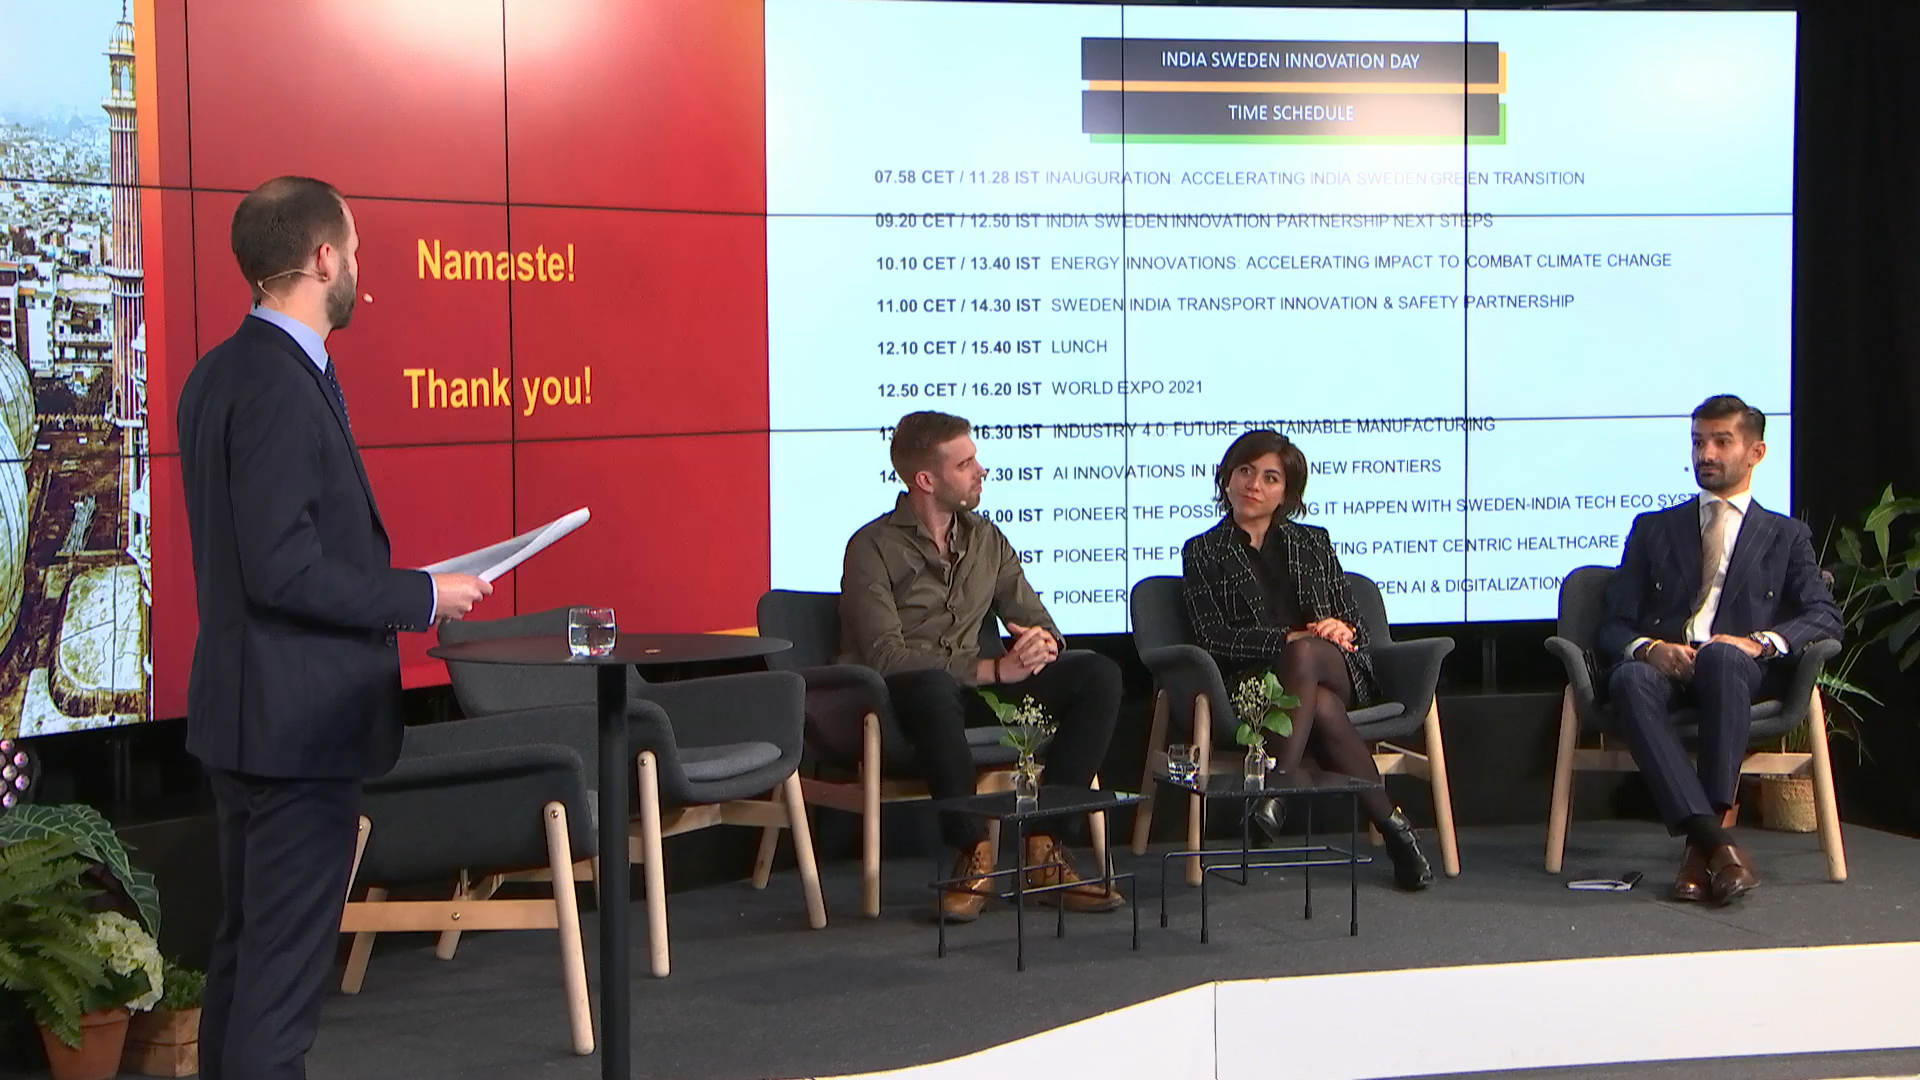 Namaste!
Thank you!
INDIA SWEDEN INNOVATION DAY
TIME SCHEDULE
07.58 CET / 11.28 IST INAUGURATION: ACCELERATING INDIA SWEDEN GREEN TRANSITION
09.20 CET / 12.50 IST INDIA SWEDEN INNOVATION PARTNERSHIP NEXT STEPS
10.10 CET / 13.40 IST ENERGY INNOVATIONS: ACCELERATING IMPACT TO COMBAT CLIMATE CHANGE
11.00 CET / 14.30 IST SWEDEN INDIA TRANSPORT INNOVATION & SAFETY PARTNERSHIP
12.10 CET / 15.40 IST LUNCH
12.50 CET / 16.20 IST WORLD EXPO 2021
13 16.30 IST INDUSTRY 4.0: FUTURE SUSTAINABLE MANUFACTURING
14. 7.30 IST AI INNOVATIONS IN NEW FRONTIERS
8.00 IST PIONEER THE IT HAPPEN WITH SWEDEN-INDIA TECH ECO
IST PIONEER THE PATIENT CENTRIC HEALTHCARE
PIONEER AI & DIGITALIZATION